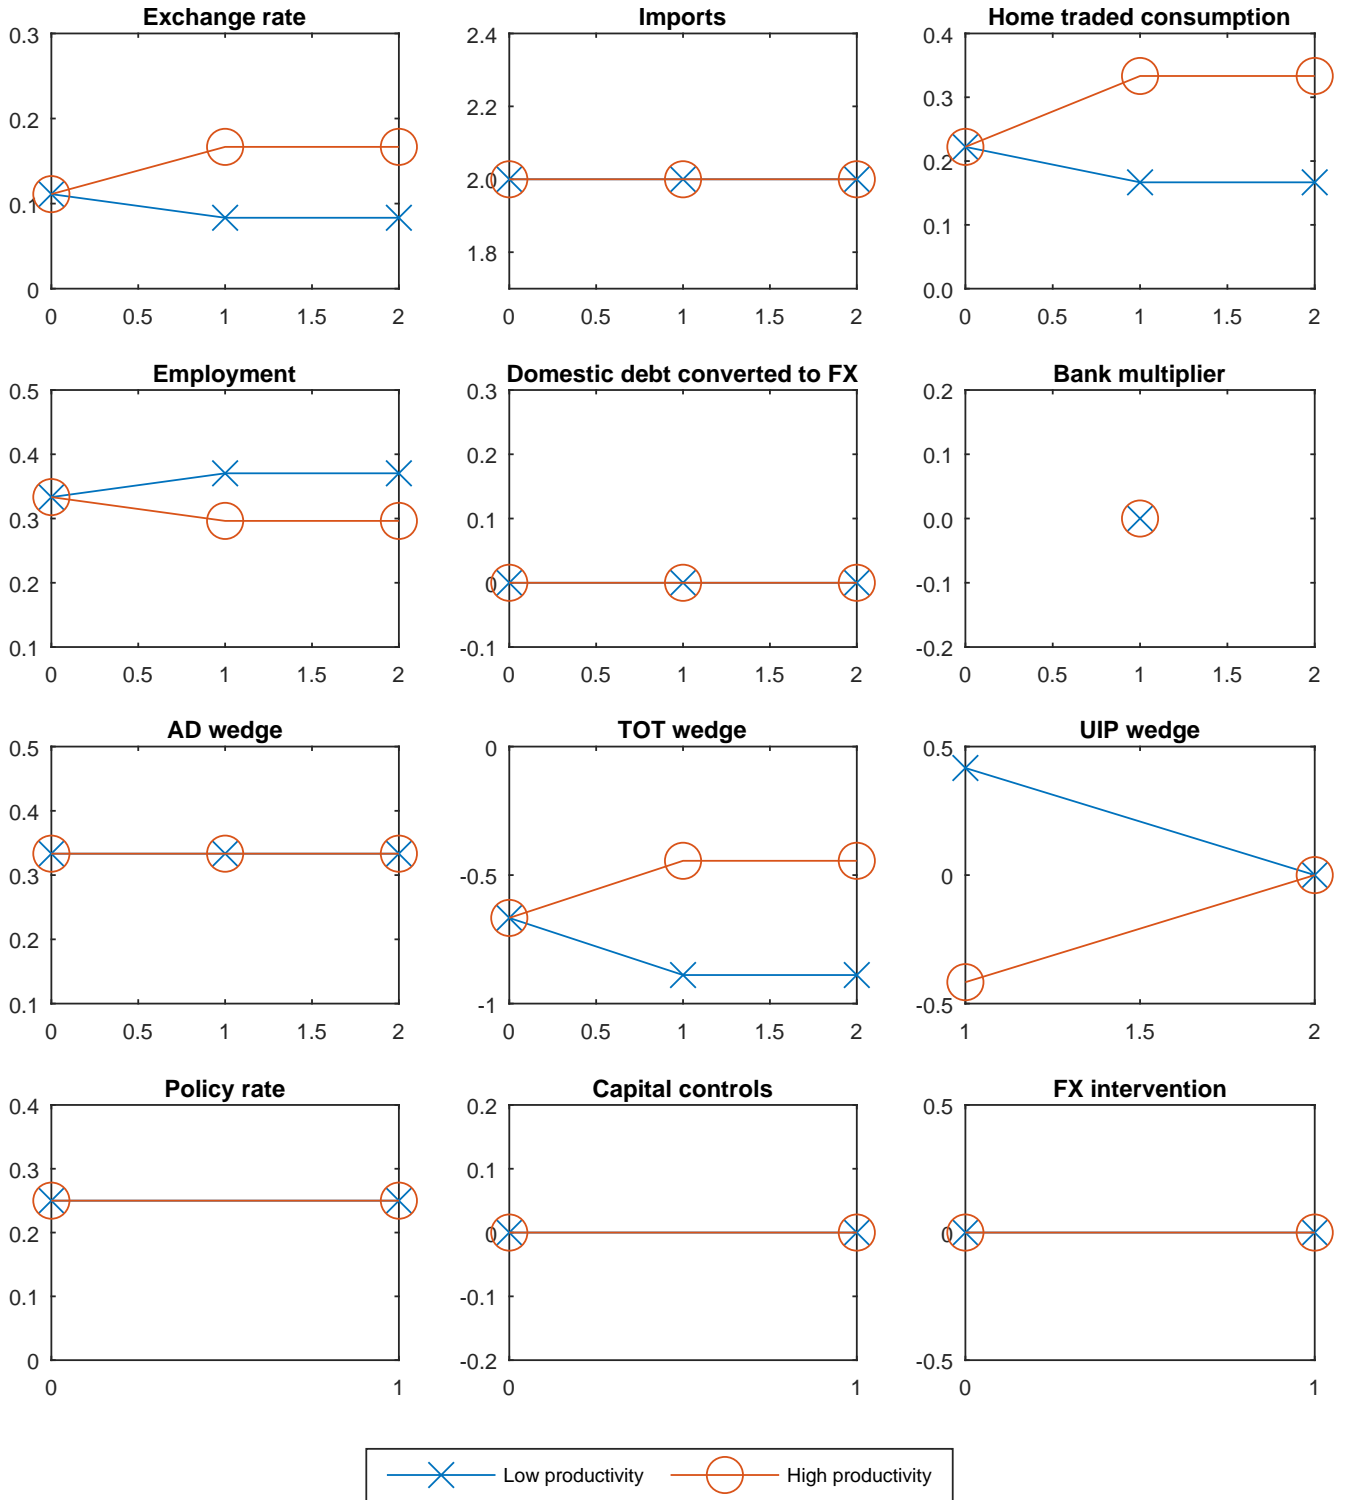 Exchange rate
0.3
0.2
0.1
0
0 0.5 1 1.5 2
Imports
2.4
2.2
2.0
1.8
0 0.5 1 1.5 2
Home traded consumption
0.4
0.3
0.2
0.1
0.0
0 0.5 1 1.5 2
Employment
0.5
0.4
0.3
0.2
0.1
0 0.5 1 1.5 2
Domestic debt converted to FX
0.3
0.2
0.1
0
-0.1
0 0.5 1 1.5 2
Bank multiplier
0.2
0.1
0.0
-0.1
-0.2
0 0.5 1 1.5 2
AD wedge
0.5
0.4
0.3
0.2
0.1
0 0.5 1 1.5 2
TOT wedge
0
-0.5
-1
0 0.5 1 1.5 2
UIP wedge
0.5
0
-0.5
1 1.5 2
Policy rate
0.4
0.3
0.2
0.1
0
0 1
Capital controls
0.2
0.1
0
-0.1
-0.2
0 1
FX intervention
0.5
0
-0.5
0 1
Low productivity
High productivity